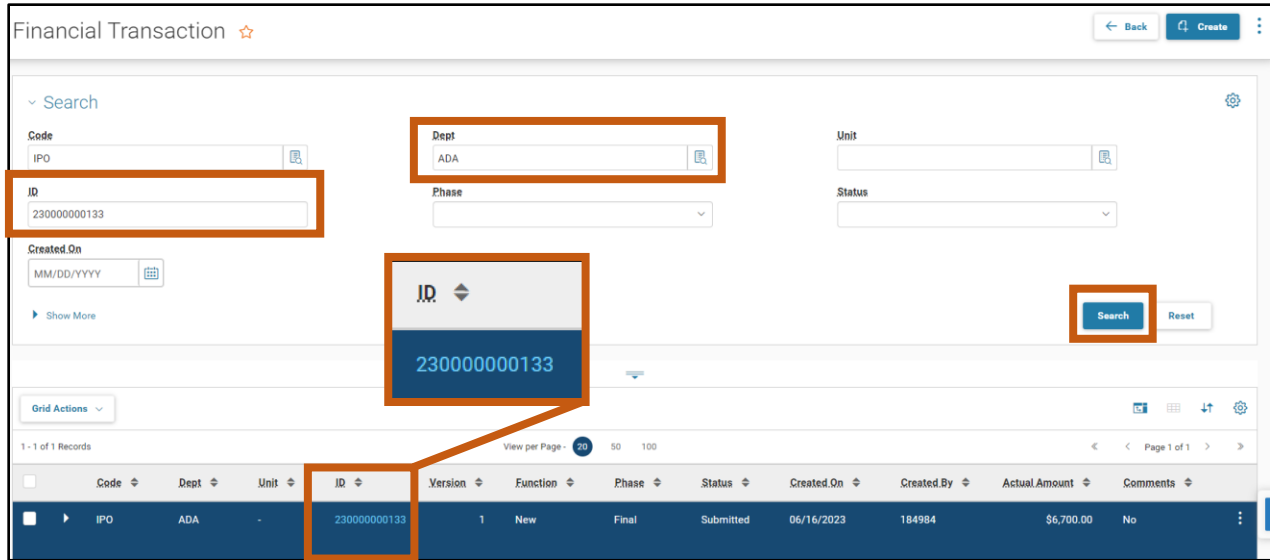 Financial Transaction
Back
Create
Search
Code
Dept
Unit
IPO
ADA
ID
Phase
Status
230000000133
Created On
MM/DD/YYYY
ID
Show More
Search
Reset
230000000133
Grid Actions
1 - 1 of 1 Records
View per Page - 20 50 100
Page 1 of 1
Code Dept Unit ID Version Function Phase Status Created On Created By Actual Amount Comments
IPO ADA - 230000000133 1 New Final Submitted 06/16/2023 184984 $6,700.00 No